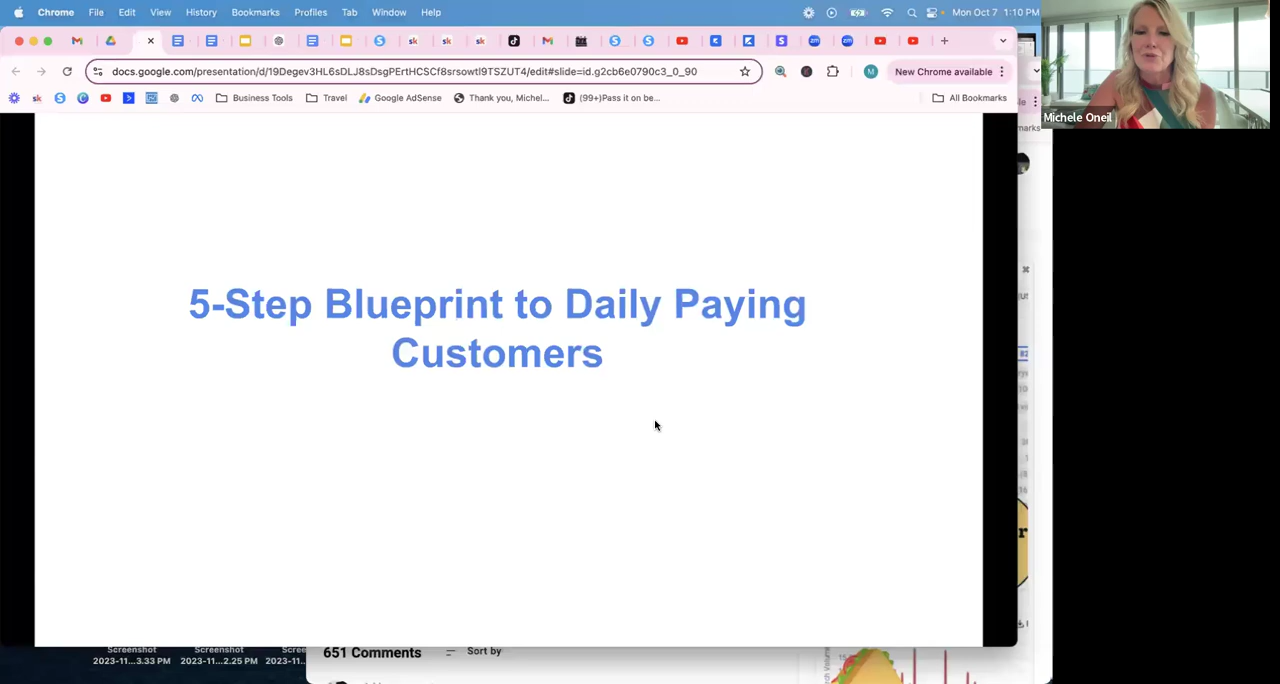 Chrome File Edit View History Bookmarks Profiles Tab Window Help
Mon Oct 7 1:10 PM
docs.google.com/presentation/d/19Degev3HL6sDLJ8sDsgPErtHCSCf8srsowtl9TSZUT4/edit#slide=id.g2cb6e0790c3_0_90
New Chrome available
Business Tools Travel Google AdSense Thank you, Michel... (99+)Pass it on be... All Bookmarks
Michele Oneil
marks
5-Step Blueprint to Daily Paying
Customers
651 Comments Sort by
Screenshot Screenshot
2023-11...3.33 PM 2023-11...2.25 PM 2023-11...